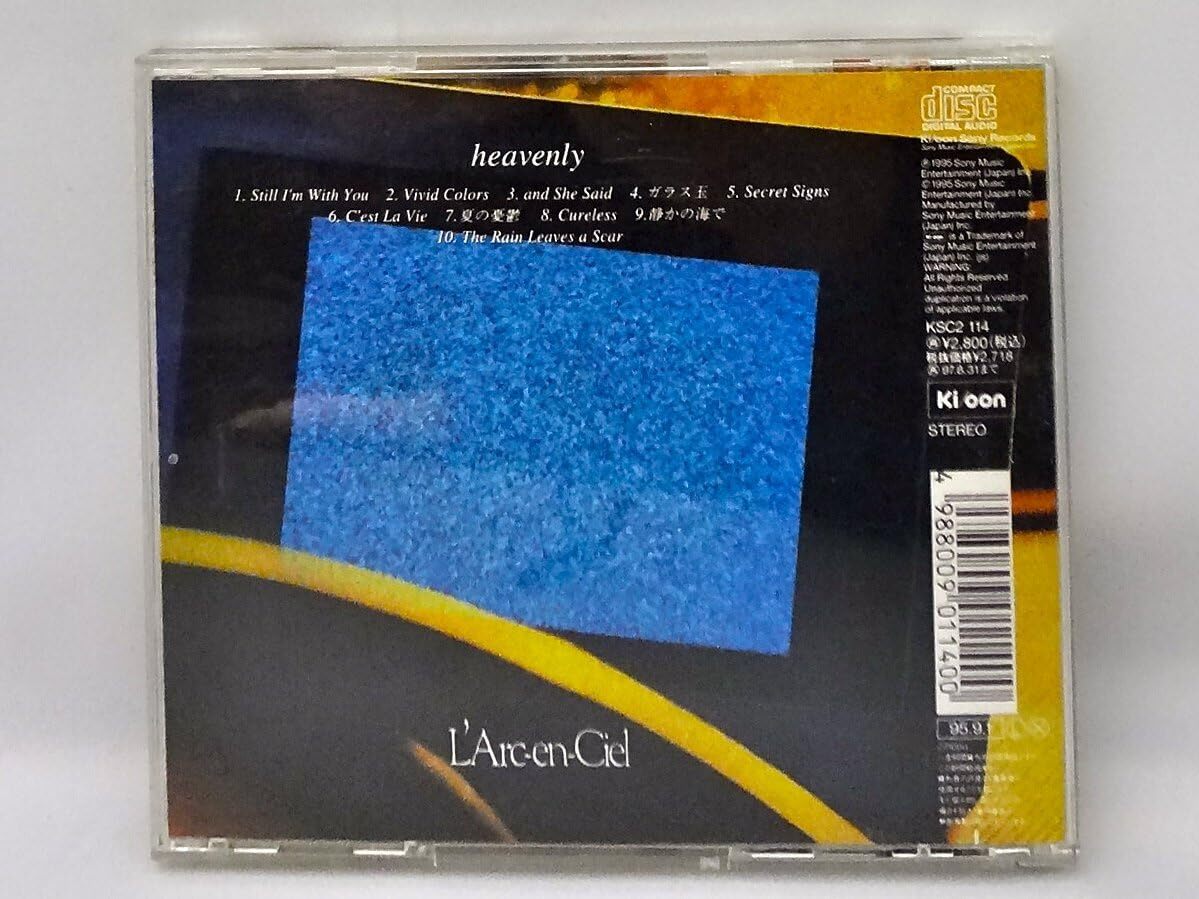 heavenly
1. Still I'm With You 2. Vivid Colors 3. and She Said 4. ガラス玉 5. Secret Signs
6. C'est La Vie 7. 夏の憂鬱 8. Cureless 9. 静かの海で
10. The Rain Leaves a Scar
L'Arc-en-Ciel
COMPACT
disc
DIGITAL AUDIO
Ki/oon Sony Records
℗1995 Sony Music
Entertainment (Japan) Inc.
©1995 Sony Music
Entertainment (Japan) Inc.
Manufactured by
Sony Music Entertainment
(Japan) Inc.
is a Trademark of
Sony Music Entertainment
(Japan) Inc.
WARNING:
All Rights Reserved.
Unauthorized
duplication is a violation
of applicable laws.
KSC2 114
¥2,800(税込)
税抜価格¥2,718
97.8.31まで
Ki/oon
STEREO
4 988009 011400
95.9.1